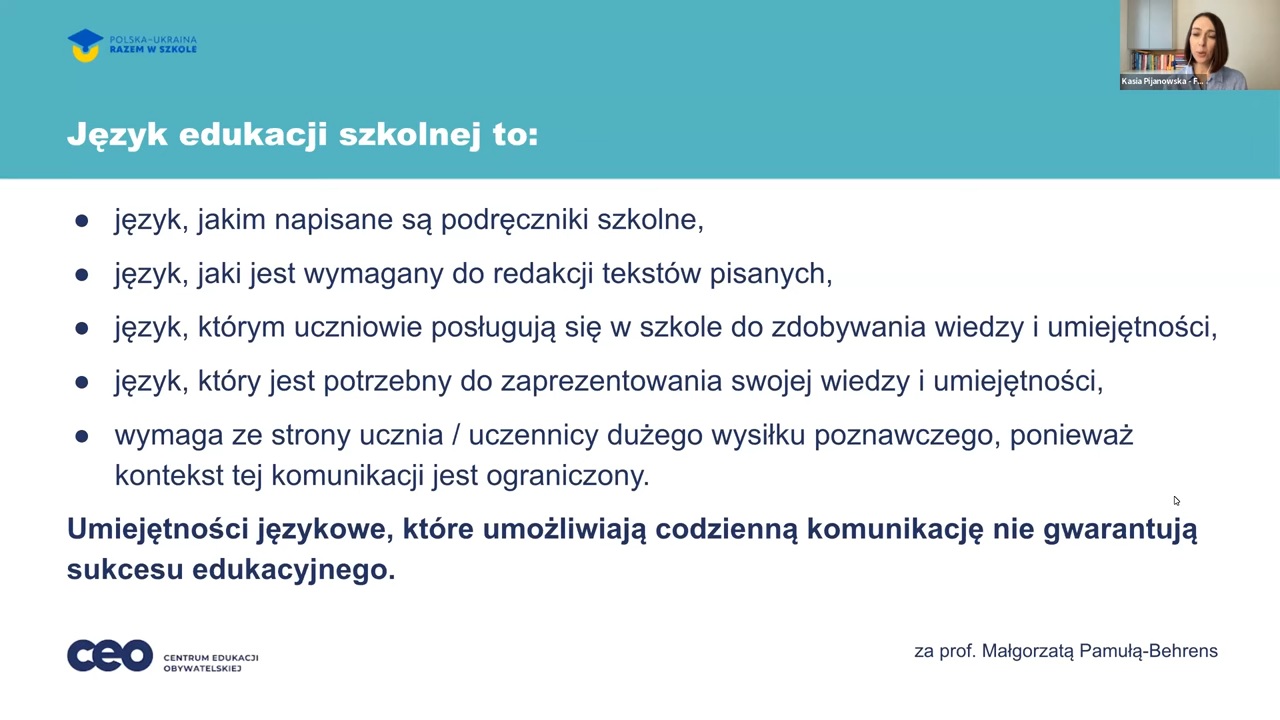 POLSKA-UKRAINA
RAZEM W SZKOLE
Kasia Pijanowska - F...
Język edukacji szkolnej to:
● język, jakim napisane są podręczniki szkolne,
● język, jaki jest wymagany do redakcji tekstów pisanych,
● język, którym uczniowie posługują się w szkole do zdobywania wiedzy i umiejętności,
● język, który jest potrzebny do zaprezentowania swojej wiedzy i umiejętności,
● wymaga ze strony ucznia / uczennicy dużego wysiłku poznawczego, ponieważ
kontekst tej komunikacji jest ograniczony.
Umiejętności językowe, które umożliwiają codzienną komunikację nie gwarantują
sukcesu edukacyjnego.
ceo
CENTRUM EDUKACJI
OBYWATELSKIEJ
za prof. Małgorzatą Pamułą-Behrens